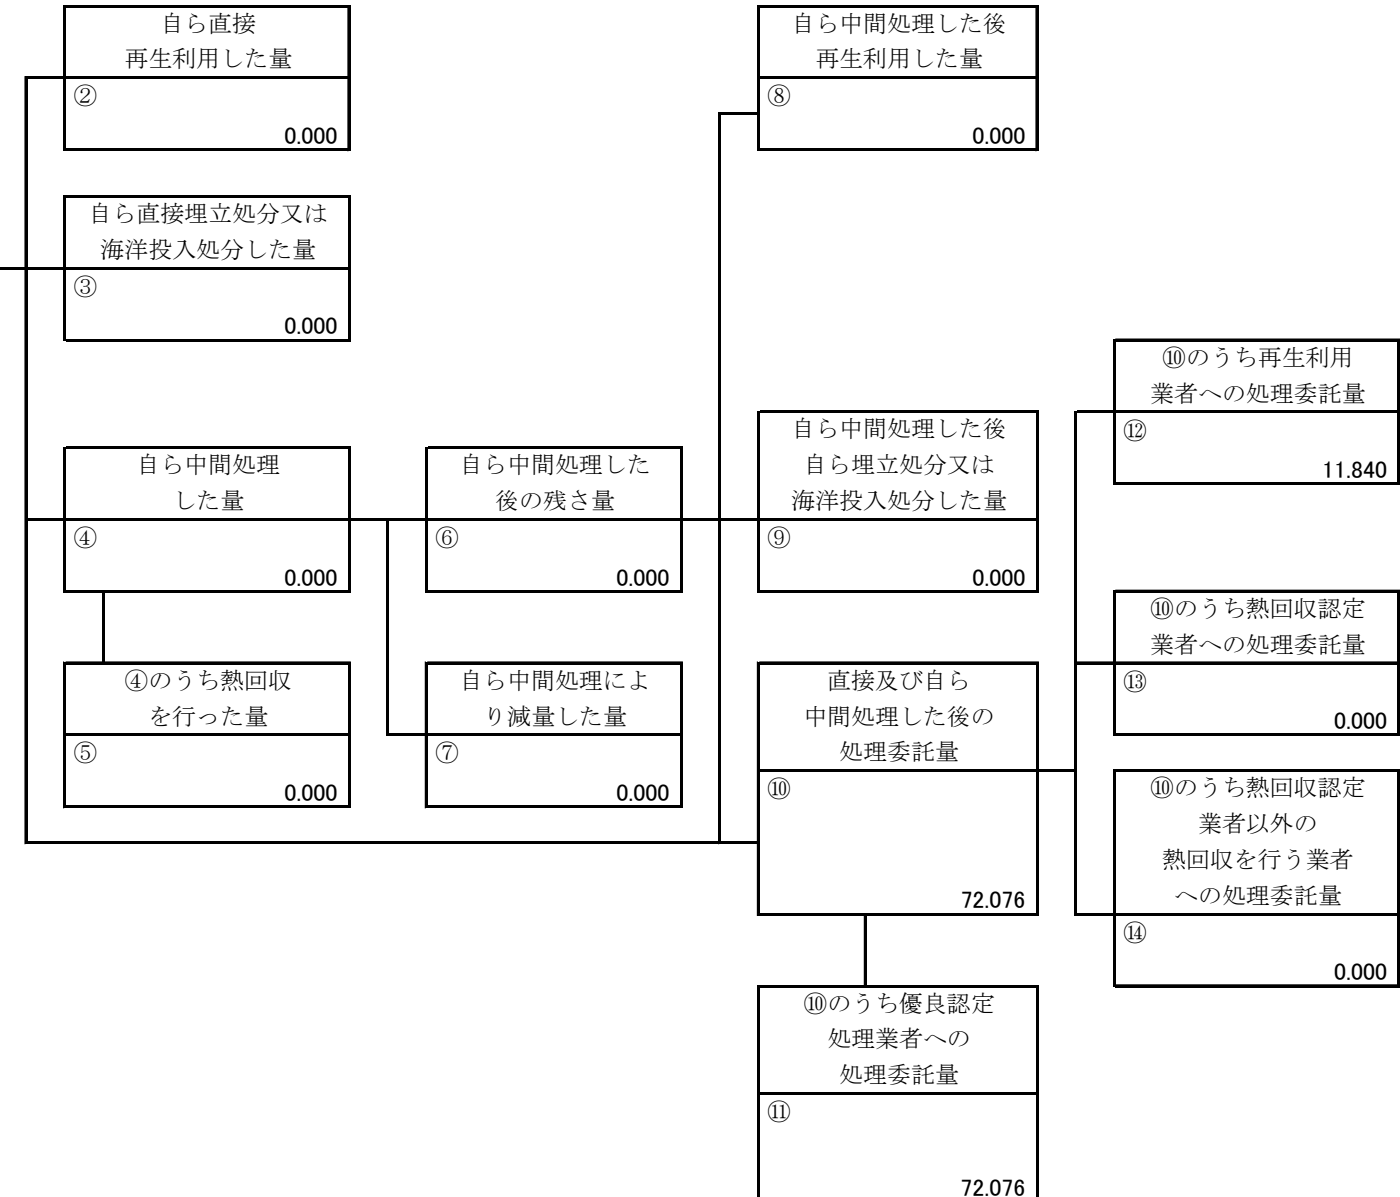 自ら直接
再生利用した量
②
0.000
自ら中間処理した後
再生利用した量
⑧
0.000
自ら直接埋立処分又は
海洋投入処分した量
③
0.000
⑩のうち再生利用
業者への処理委託量
⑫
11.840
自ら中間処理
した量
④
0.000
自ら中間処理した
後の残さ量
⑥
0.000
自ら中間処理した後
自ら埋立処分又は
海洋投入処分した量
⑨
0.000
⑩のうち熱回収認定
業者への処理委託量
⑬
0.000
④のうち熱回収
を行った量
⑤
0.000
自ら中間処理によ
り減量した量
⑦
0.000
直接及び自ら
中間処理した後の
処理委託量
⑩
72.076
⑩のうち熱回収認定
業者以外の
熱回収を行う業者
への処理委託量
⑭
0.000
⑩のうち優良認定
処理業者への
処理委託量
⑪
72.076